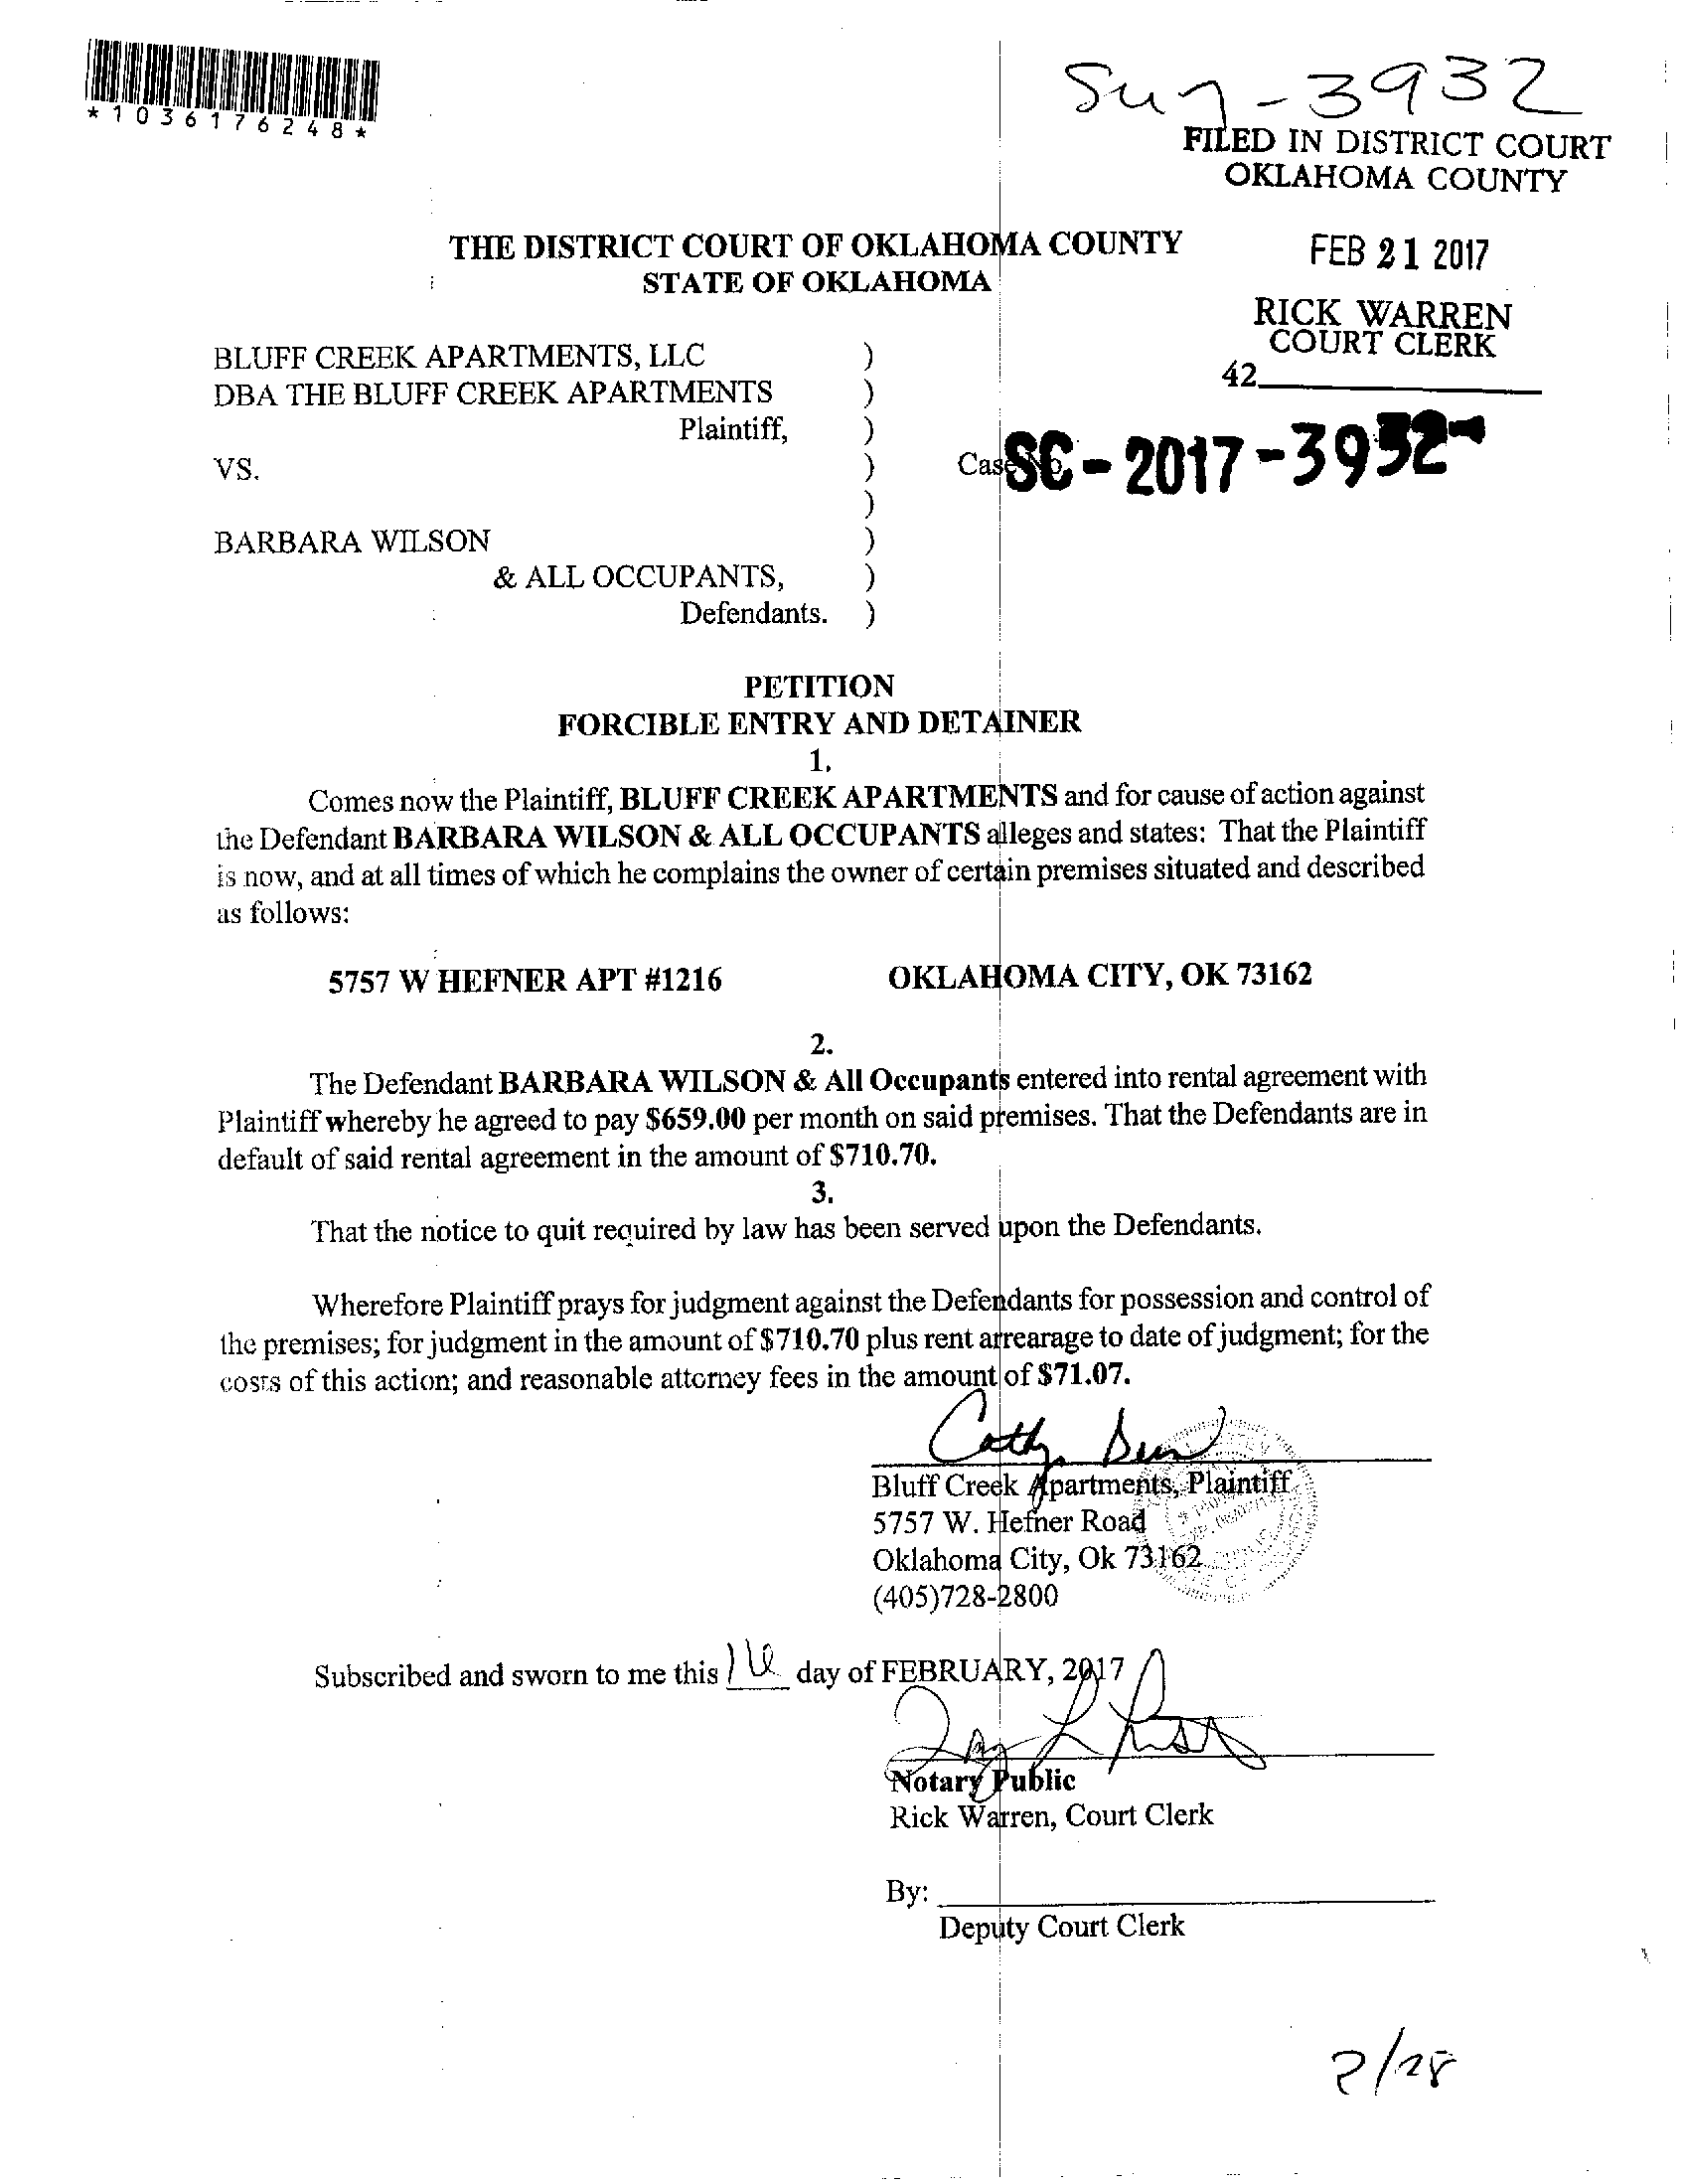 *1036176248*
FILED IN DISTRICT COURT
OKLAHOMA COUNTY
THE DISTRICT COURT OF OKLAHOMA COUNTY
STATE OF OKLAHOMA
FEB 21 2017
RICK WARREN
COURT CLERK
42
BLUFF CREEK APARTMENTS, LLC )
DBA THE BLUFF CREEK APARTMENTS )
Plaintiff, )
VS. ) Case No. SC-2017-3932
)
BARBARA WILSON )
& ALL OCCUPANTS, )
Defendants. )
PETITION
FORCIBLE ENTRY AND DETAINER
1.
Comes now the Plaintiff, BLUFF CREEK APARTMENTS and for cause of action against
the Defendant BARBARA WILSON & ALL OCCUPANTS alleges and states: That the Plaintiff
is now, and at all times of which he complains the owner of certain premises situated and described
as follows:
5757 W HEFNER APT #1216 OKLAHOMA CITY, OK 73162
2.
The Defendant BARBARA WILSON & All Occupants entered into rental agreement with
Plaintiff whereby he agreed to pay $659.00 per month on said premises. That the Defendants are in
default of said rental agreement in the amount of $710.70.
3.
That the notice to quit required by law has been served upon the Defendants.
Wherefore Plaintiff prays for judgment against the Defendants for possession and control of
the premises; for judgment in the amount of $710.70 plus rent arrearage to date of judgment; for the
costs of this action; and reasonable attorney fees in the amount of $71.07.
Cathy
Bluff Creek Apartments, Plaintiff
5757 W. Hefner Road
Oklahoma City, Ok 73162
(405)728-2800
Subscribed and sworn to me this 16 day of FEBRUARY, 2017
Notary Public
Rick Warren, Court Clerk
By:
Deputy Court Clerk
2/28